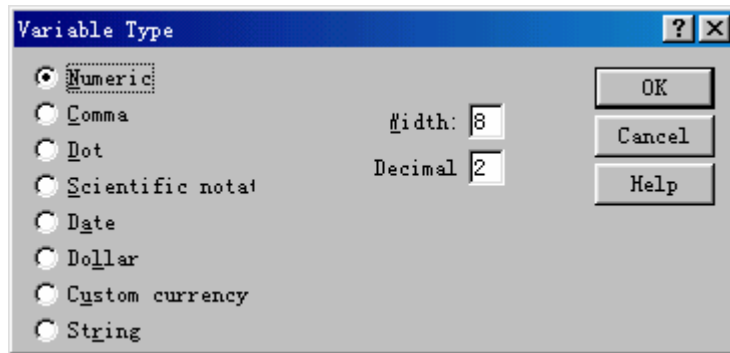 Variable Type
Numeric
Comma
Dot
Scientific notat
Date
Dollar
Custom currency
String
Width: 8
Decimal 2
OK
Cancel
Help